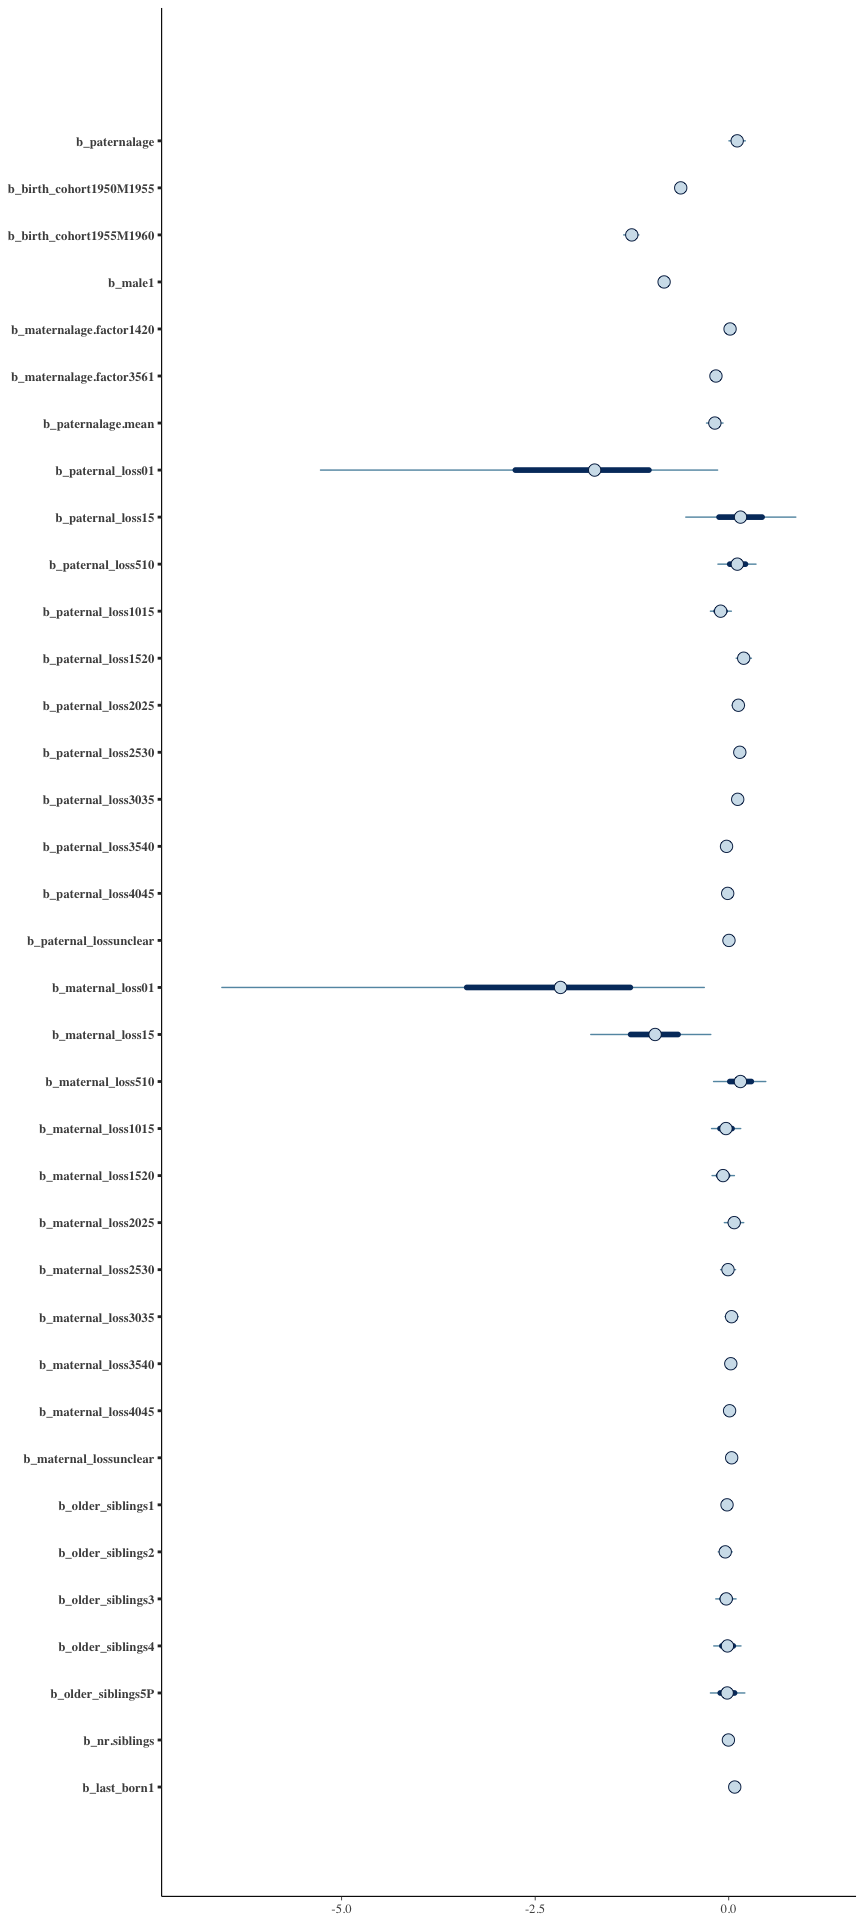 b_paternalage
b_birth_cohort1950M1955
b_birth_cohort1955M1960
b_male1
b_maternalage.factor1420
b_maternalage.factor3561
b_paternalage.mean
b_paternal_loss01
b_paternal_loss15
b_paternal_loss510
b_paternal_loss1015
b_paternal_loss1520
b_paternal_loss2025
b_paternal_loss2530
b_paternal_loss3035
b_paternal_loss3540
b_paternal_loss4045
b_paternal_lossunclear
b_maternal_loss01
b_maternal_loss15
b_maternal_loss510
b_maternal_loss1015
b_maternal_loss1520
b_maternal_loss2025
b_maternal_loss2530
b_maternal_loss3035
b_maternal_loss3540
b_maternal_loss4045
b_maternal_lossunclear
b_older_siblings1
b_older_siblings2
b_older_siblings3
b_older_siblings4
b_older_siblings5P
b_nr.siblings
b_last_born1
-5.0 -2.5 0.0